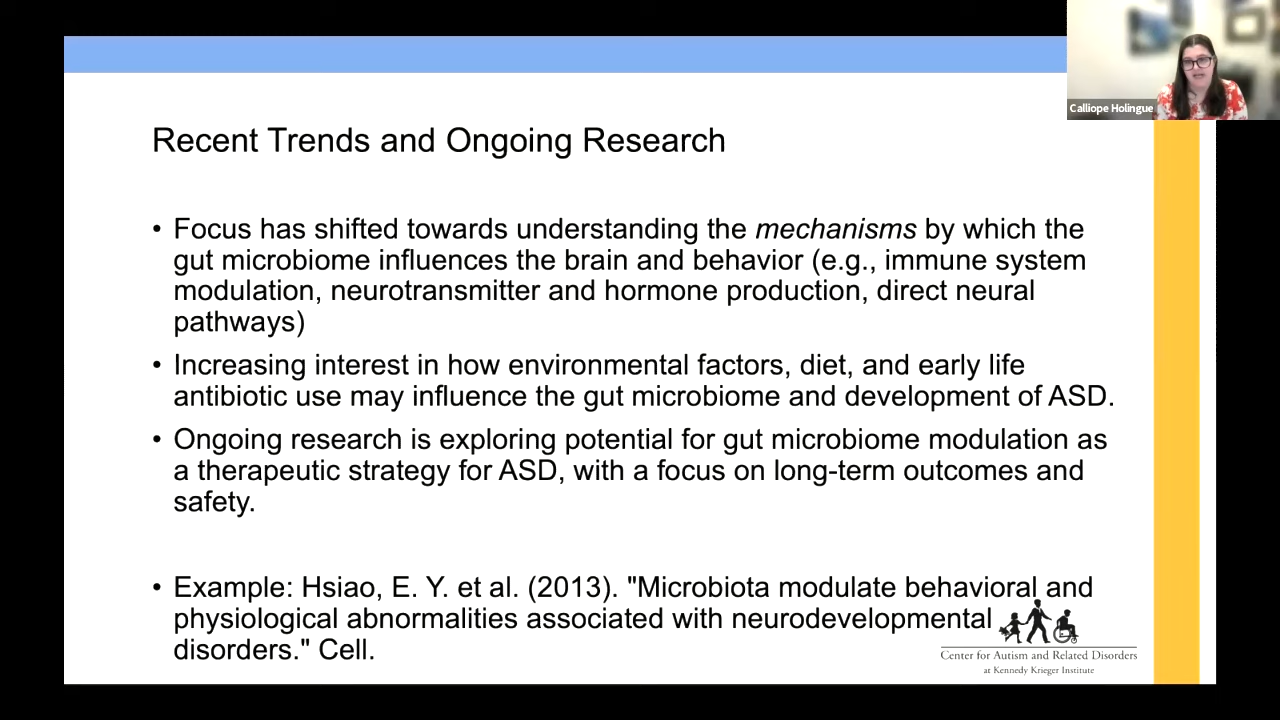 Calliope Holingue
Recent Trends and Ongoing Research
• Focus has shifted towards understanding the mechanisms by which the
gut microbiome influences the brain and behavior (e.g., immune system
modulation, neurotransmitter and hormone production, direct neural
pathways)
• Increasing interest in how environmental factors, diet, and early life
antibiotic use may influence the gut microbiome and development of ASD.
• Ongoing research is exploring potential for gut microbiome modulation as
a therapeutic strategy for ASD, with a focus on long-term outcomes and
safety.
• Example: Hsiao, E. Y. et al. (2013). "Microbiota modulate behavioral and
physiological abnormalities associated with neurodevelopmental
disorders." Cell.
Center for Autism and Related Disorders
at Kennedy Krieger Institute